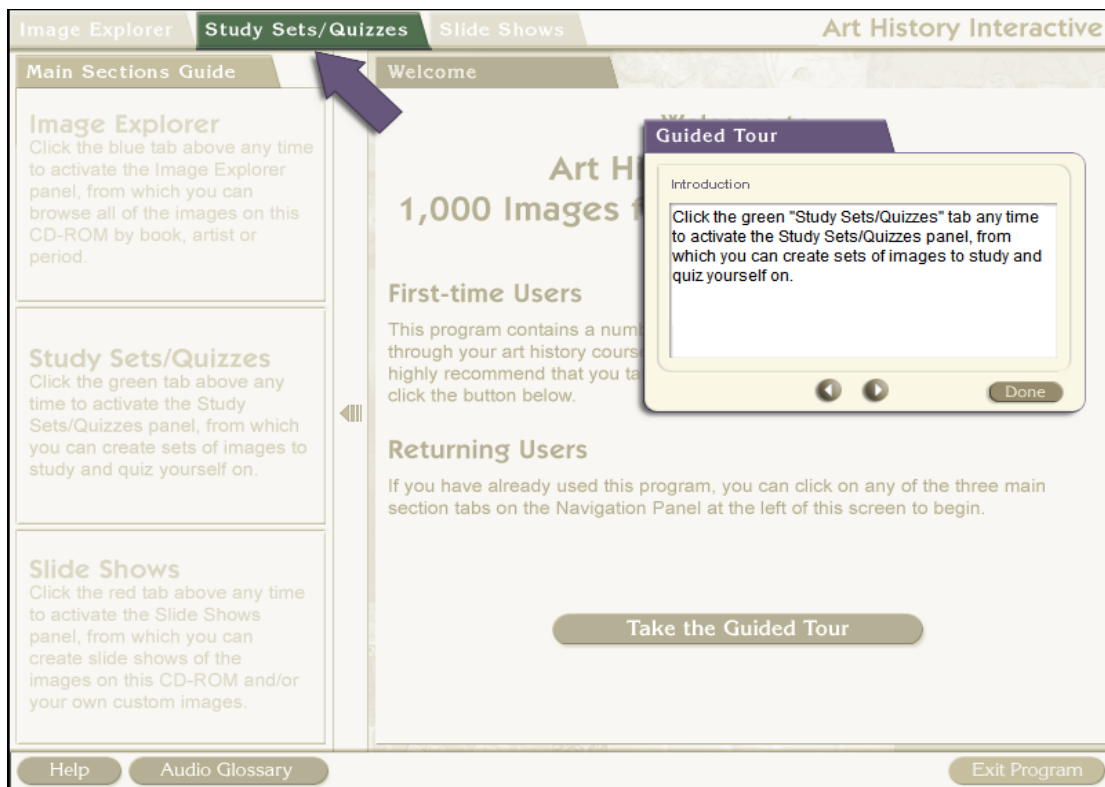 Image Explorer
Study Sets/Quizzes
Slide Shows
Art History Interactive
Main Sections Guide
Image Explorer
Click the blue tab above any time
to activate the Image Explorer
panel, from which you can
browse all of the images on this
CD-ROM by book, artist or
period.
Study Sets/Quizzes
Click the green tab above any
time to activate the Study
Sets/Quizzes panel, from which
you can create sets of images to
study and quiz yourself on.
Slide Shows
Click the red tab above any time
to activate the Slide Shows
panel, from which you can
create slide shows of the
images on this CD-ROM and/or
your own custom images.
Welcome
Art
1,000 Images
First-time Users
This program contains a
through your art history
highly recommend that you
click the button below.
Returning Users
If you have already used this program, you can click on any of the three main
section tabs on the Navigation Panel at the left of this screen to begin.
Take the Guided Tour
Guided Tour
Introduction
Click the green "Study Sets/Quizzes" tab any time
to activate the Study Sets/Quizzes panel, from
which you can create sets of images to study and
quiz yourself on.
Done
Help
Audio Glossary
Exit Program